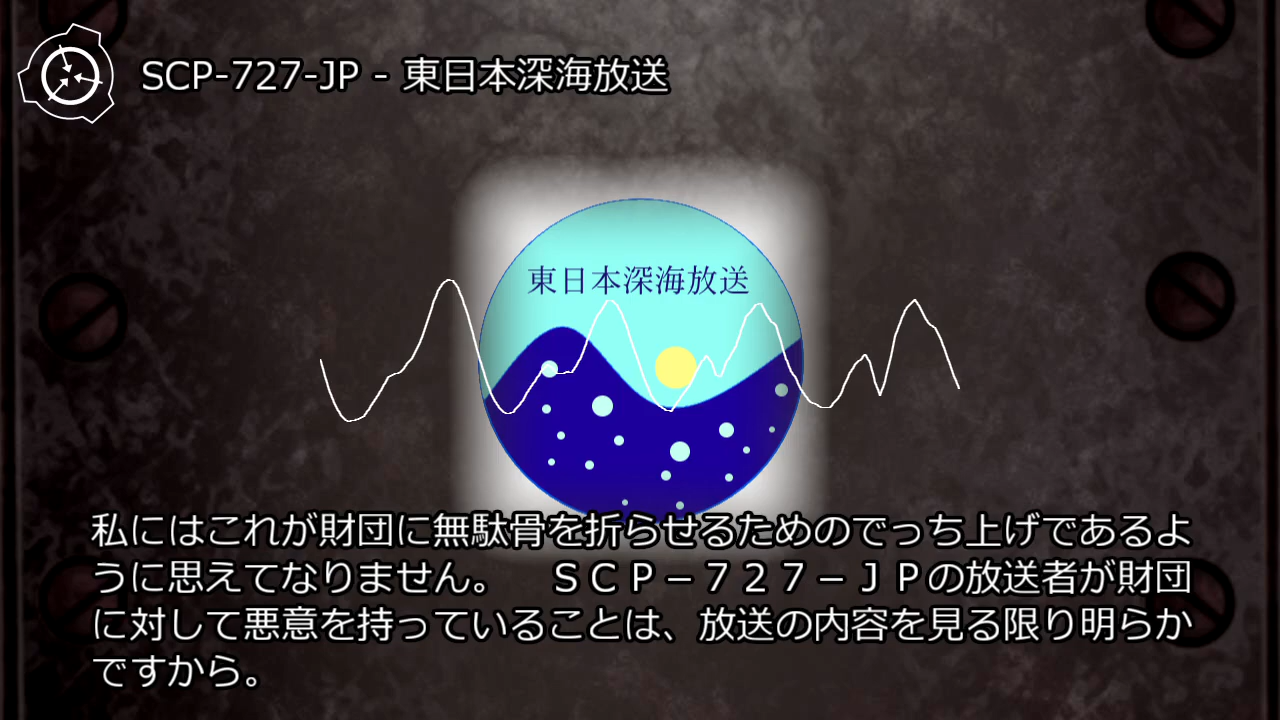 SCP-727-JP - 東日本深海放送
東日本深海放送
私にはこれが財団に無駄骨を折らせるためのでっち上げであるよ
うに思えてなりません。　ＳＣＰ－７２７－ＪＰの放送者が財団
に対して悪意を持っていることは、放送の内容を見る限り明らか
ですから。